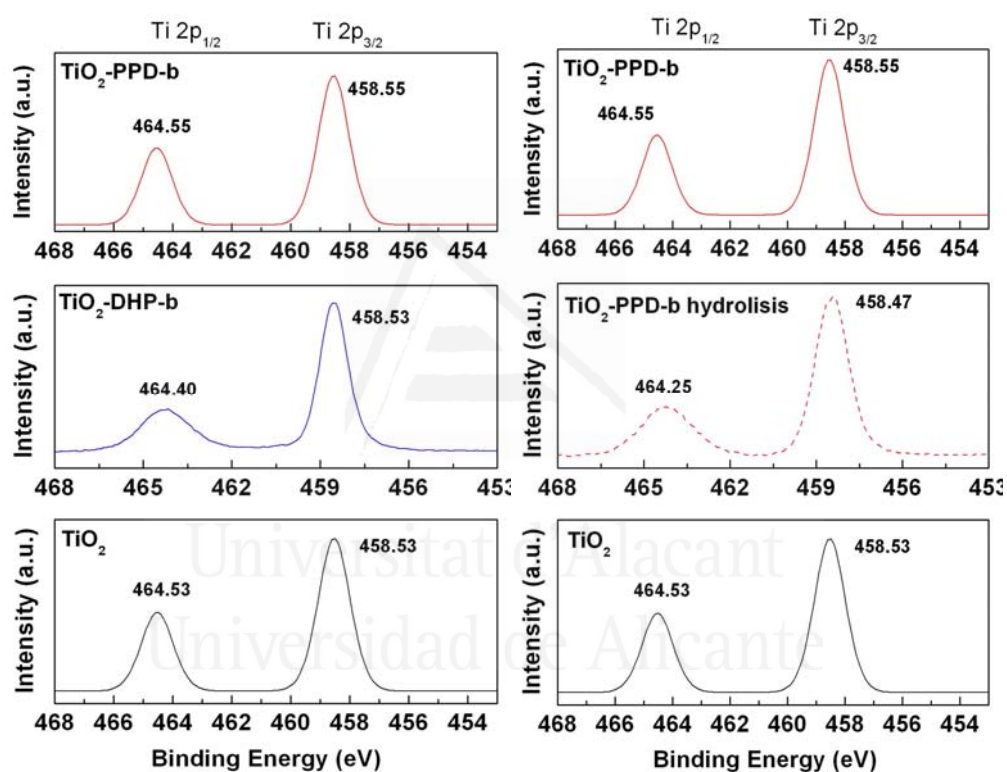 Ti 2p1/2 Ti 2p3/2
TiO2-PPD-b
464.55
458.55
Intensity (a.u.)
468 466 464 462 460 458 456 454
TiO2-DHP-b
464.40
458.53
Intensity (a.u.)
468 465 462 459 456 453
TiO2
464.53
458.53
Intensity (a.u.)
468 466 464 462 460 458 456 454
Binding Energy (eV)
Ti 2p1/2 Ti 2p3/2
TiO2-PPD-b
464.55
458.55
Intensity (a.u.)
468 466 464 462 460 458 456 454
TiO2-PPD-b hydrolisis
464.25
458.47
Intensity (a.u.)
468 465 462 459 456 453
TiO2
464.53
458.53
Intensity (a.u.)
468 466 464 462 460 458 456 454
Binding Energy (eV)
Universitat d'Alacant
Universidad de Alicante